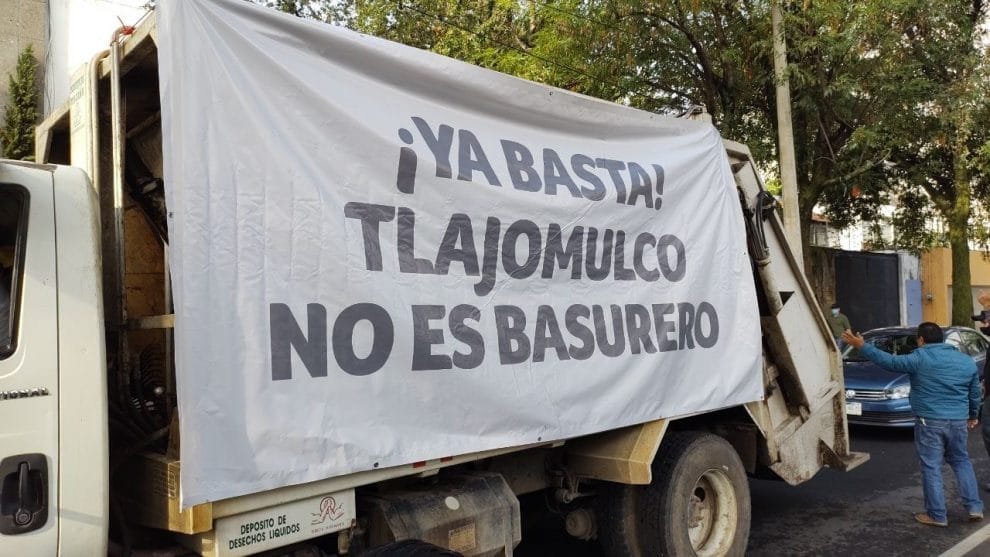 ¡YA BASTA!
TLAJOMULCO
NO ES BASURERO
DEPOSITO DE
DESECHOS LIQUIDOS